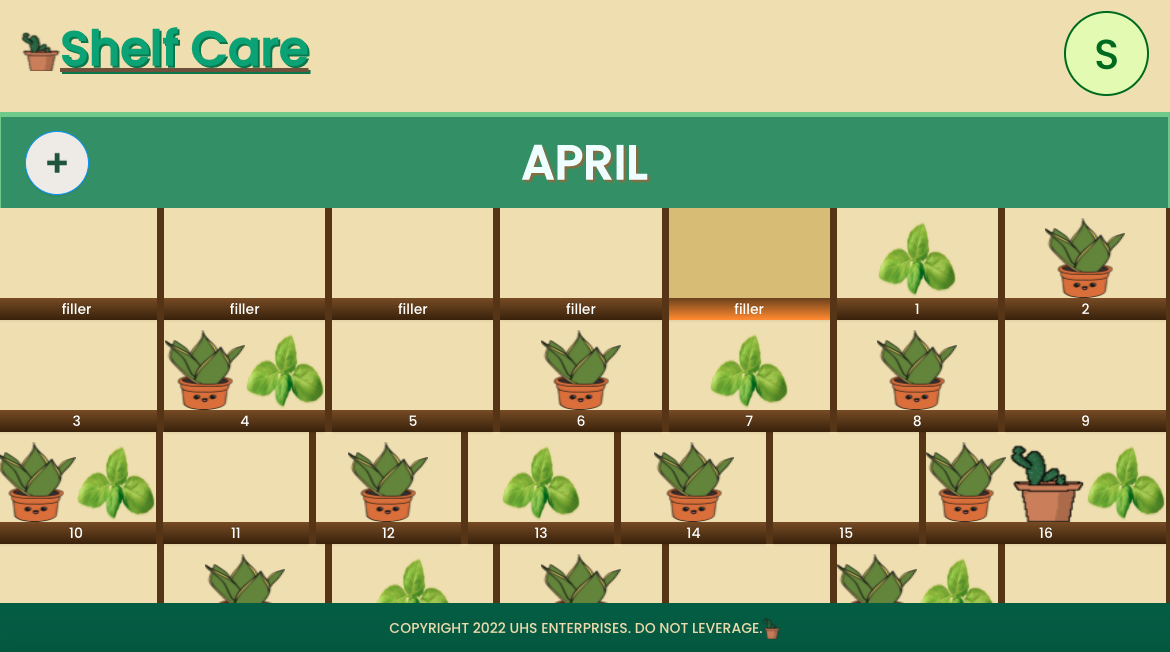 Shelf Care
S
+
APRIL
filler filler filler filler filler 1 2
3 4 5 6 7 8 9
10 11 12 13 14 15 16
COPYRIGHT 2022 UHS ENTERPRISES. DO NOT LEVERAGE.